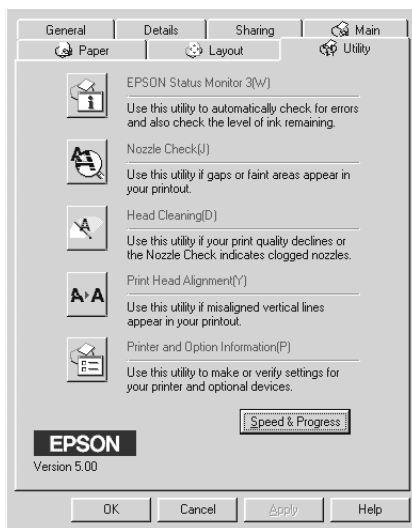 General Details Sharing Main
Paper Layout Utility
EPSON Status Monitor 3(W)
Use this utility to automatically check for errors
and also check the level of ink remaining.
Nozzle Check(J)
Use this utility if gaps or faint areas appear in
your printout.
Head Cleaning(D)
Use this utility if your print quality declines or
the Nozzle Check indicates clogged nozzles.
Print Head Alignment(Y)
Use this utility if misaligned vertical lines
appear in your printout.
Printer and Option Information(P)
Use this utility to make or verify settings for
your printer and optional devices.
Speed & Progress
EPSON
Version 5.00
OK Cancel Apply Help